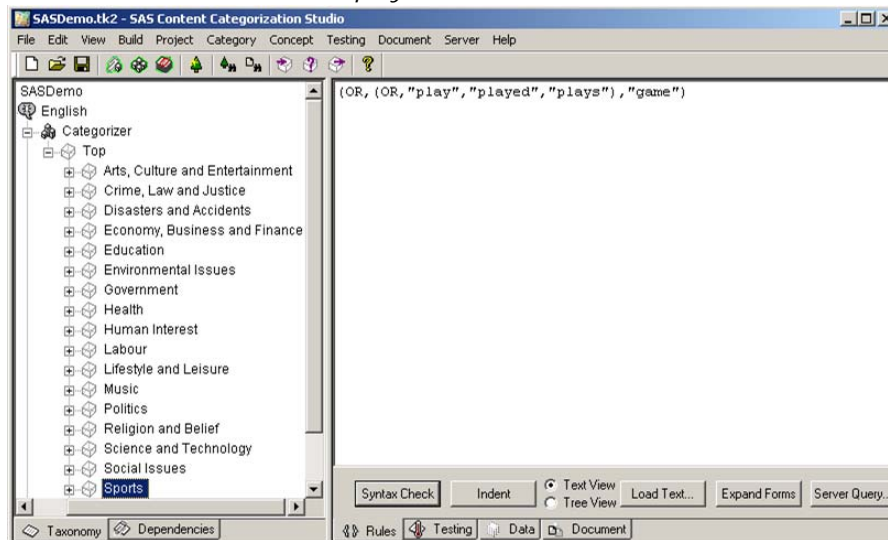 SASDemo.tk2 - SAS Content Categorization Studio
File Edit View Build Project Category Concept Testing Document Server Help
SASDemo
English
Categorizer
Top
Arts, Culture and Entertainment
Crime, Law and Justice
Disasters and Accidents
Economy, Business and Finance
Education
Environmental Issues
Government
Health
Human Interest
Labour
Lifestyle and Leisure
Music
Politics
Religion and Belief
Science and Technology
Social Issues
Sports
Taxonomy Dependencies
(OR,(OR,"play","played","plays"),"game")
Syntax Check Indent Text View Tree View Load Text... Expand Forms Server Query..
Rules Testing Data Document